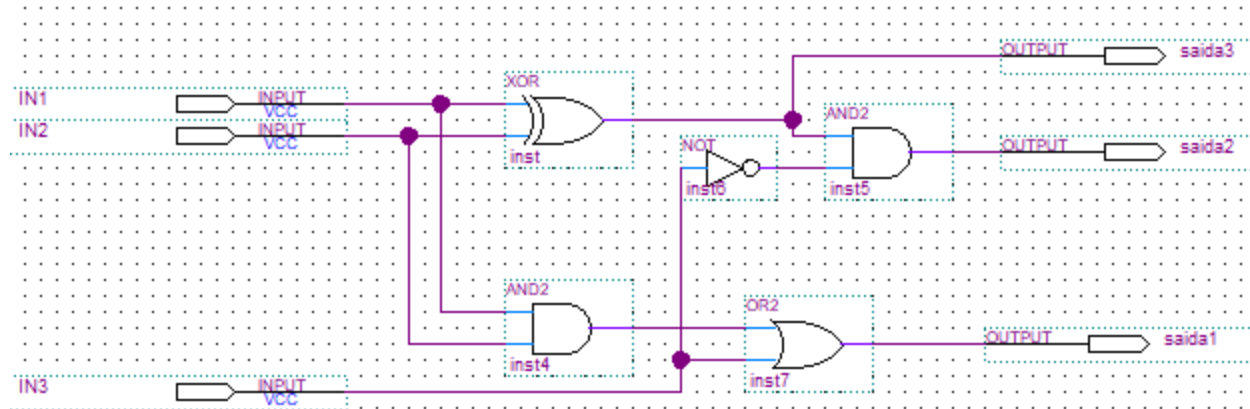 OUTPUT saida3
XOR
IN1 INPUT
VCC
AND2
IN2 INPUT
VCC
NOT
OUTPUT saida2
inst
inst6
inst5
AND2
OR2
OUTPUT saida1
inst4
inst7
IN3 INPUT
VCC